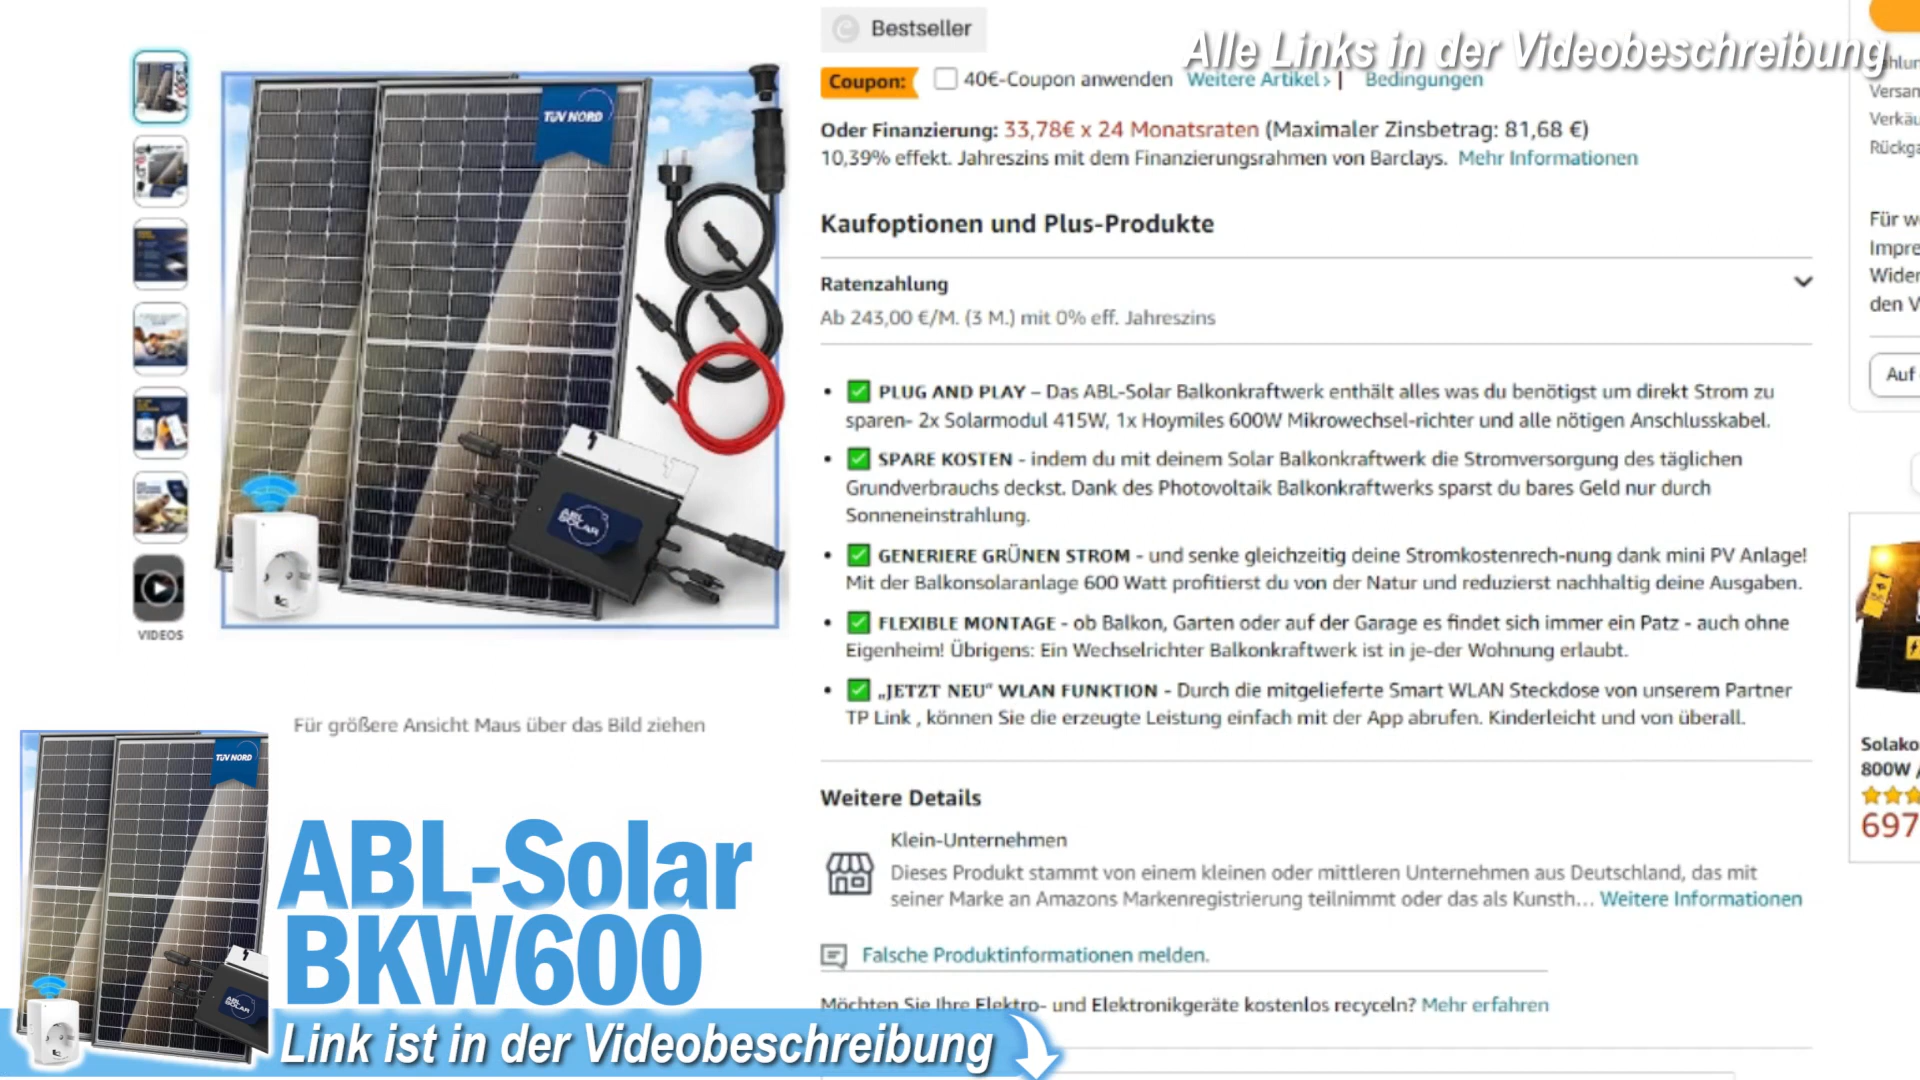 Bestseller
Alle Links in der Videobeschreibung
Coupon: 40€-Coupon anwenden Weitere Artikel › | Bedingungen
Oder Finanzierung: 33,78€ x 24 Monatsraten (Maximaler Zinsbetrag: 81,68 €)
10,39% effekt. Jahreszins mit dem Finanzierungsrahmen von Barclays. Mehr Informationen
Kaufoptionen und Plus-Produkte
Ratenzahlung
Ab 243,00 €/M. (3 M.) mit 0% eff. Jahreszins
• ✅ PLUG AND PLAY – Das ABL-Solar Balkonkraftwerk enthält alles was du benötigst um direkt Strom zu
sparen- 2x Solarmodul 415W, 1x Hoymiles 600W Mikrowechsel-richter und alle nötigen Anschlusskabel.
• ✅ SPARE KOSTEN - indem du mit deinem Solar Balkonkraftwerk die Stromversorgung des täglichen
Grundverbrauchs deckst. Dank des Photovoltaik Balkonkraftwerks sparst du bares Geld nur durch
Sonneneinstrahlung.
• ✅ GENERIERE GRÜNEN STROM - und senke gleichzeitig deine Stromkostenrech-nung dank mini PV Anlage!
Mit der Balkonsolaranlage 600 Watt profitierst du von der Natur und reduzierst nachhaltig deine Ausgaben.
• ✅ FLEXIBLE MONTAGE - ob Balkon, Garten oder auf der Garage es findet sich immer ein Patz - auch ohne
Eigenheim! Übrigens: Ein Wechselrichter Balkonkraftwerk ist in je-der Wohnung erlaubt.
• ✅ „JETZT NEU" WLAN FUNKTION - Durch die mitgelieferte Smart WLAN Steckdose von unserem Partner
TP Link , können Sie die erzeugte Leistung einfach mit der App abrufen. Kinderleicht und von überall.
Weitere Details
Klein-Unternehmen
Dieses Produkt stammt von einem kleinen oder mittleren Unternehmen aus Deutschland, das mit
seiner Marke an Amazons Markenregistrierung teilnimmt oder das als Kunsth... Weitere Informationen
Falsche Produktinformationen melden.
Möchten Sie Ihre Elektro- und Elektronikgeräte kostenlos recyceln? Mehr erfahren
TÜV NORD
ABL SOLAR
VIDEOS
Für größere Ansicht Maus über das Bild ziehen
TÜV NORD
ABL SOLAR
ABL-Solar
BKW600
Link ist in der Videobeschreibung
Versan
Verkäu
Rückga
Für w
Impre
Wider
den V
Auf
Solako
800W
697